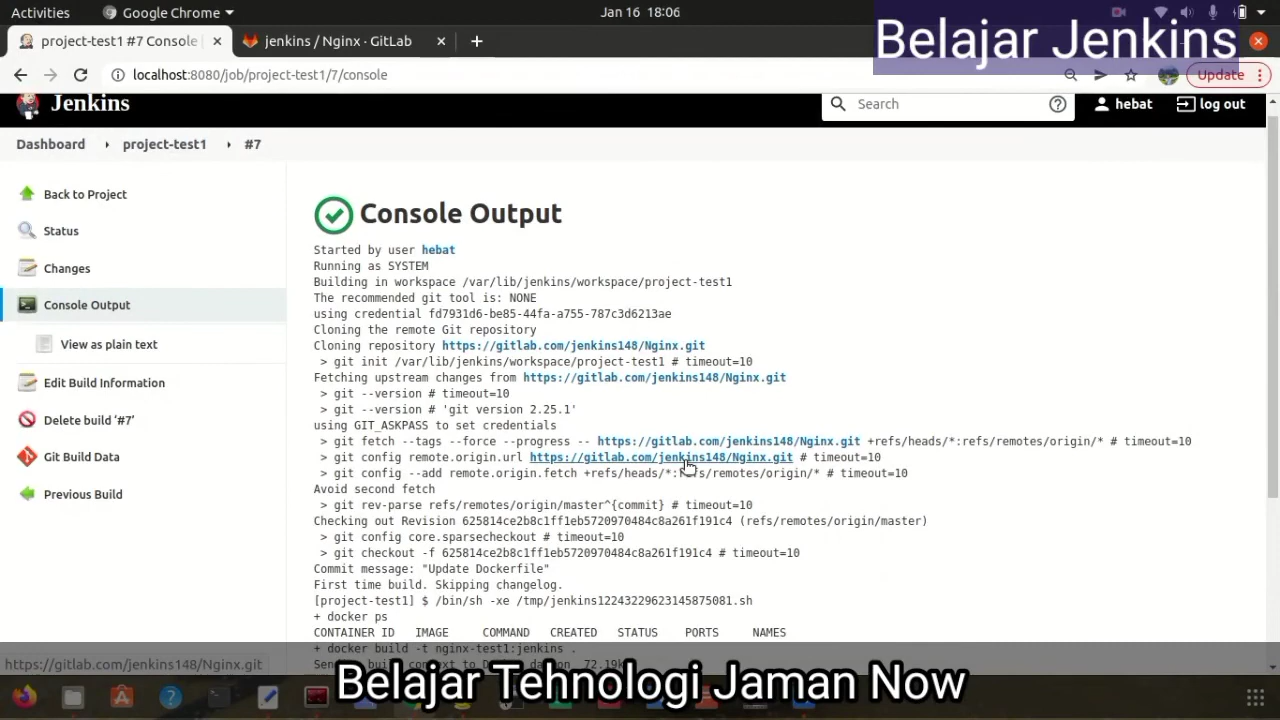 Activities
Google Chrome
Jan 16 18:06
project-test1 #7 Console
jenkins / Nginx · GitLab
Belajar Jenkins
localhost:8080/job/project-test1/7/console
Update
Jenkins
Search
hebat
log out
Dashboard
project-test1
#7
Back to Project
Status
Changes
Console Output
View as plain text
Edit Build Information
Delete build ‘#7’
Git Build Data
Previous Build
Console Output
Started by user hebat
Running as SYSTEM
Building in workspace /var/lib/jenkins/workspace/project-test1
The recommended git tool is: NONE
using credential fd7931d6-be85-44fa-a755-787c3d6213ae
Cloning the remote Git repository
Cloning repository https://gitlab.com/jenkins148/Nginx.git
> git init /var/lib/jenkins/workspace/project-test1 # timeout=10
Fetching upstream changes from https://gitlab.com/jenkins148/Nginx.git
> git --version # timeout=10
> git --version # 'git version 2.25.1'
using GIT_ASKPASS to set credentials
> git fetch --tags --force --progress -- https://gitlab.com/jenkins148/Nginx.git +refs/heads/*:refs/remotes/origin/* # timeout=10
> git config remote.origin.url https://gitlab.com/jenkins148/Nginx.git # timeout=10
> git config --add remote.origin.fetch +refs/heads/*:refs/remotes/origin/* # timeout=10
Avoid second fetch
> git rev-parse refs/remotes/origin/master^{commit} # timeout=10
Checking out Revision 625814ce2b8c1ff1eb5720970484c8a261f191c4 (refs/remotes/origin/master)
> git config core.sparsecheckout # timeout=10
> git checkout -f 625814ce2b8c1ff1eb5720970484c8a261f191c4 # timeout=10
Commit message: "Update Dockerfile"
First time build. Skipping changelog.
[project-test1] $ /bin/sh -xe /tmp/jenkins12243229623145875081.sh
+ docker ps
CONTAINER ID IMAGE COMMAND CREATED STATUS PORTS NAMES
+ docker build -t nginx-test1:jenkins .
https://gitlab.com/jenkins148/Nginx.git
Belajar Tehnologi Jaman Now